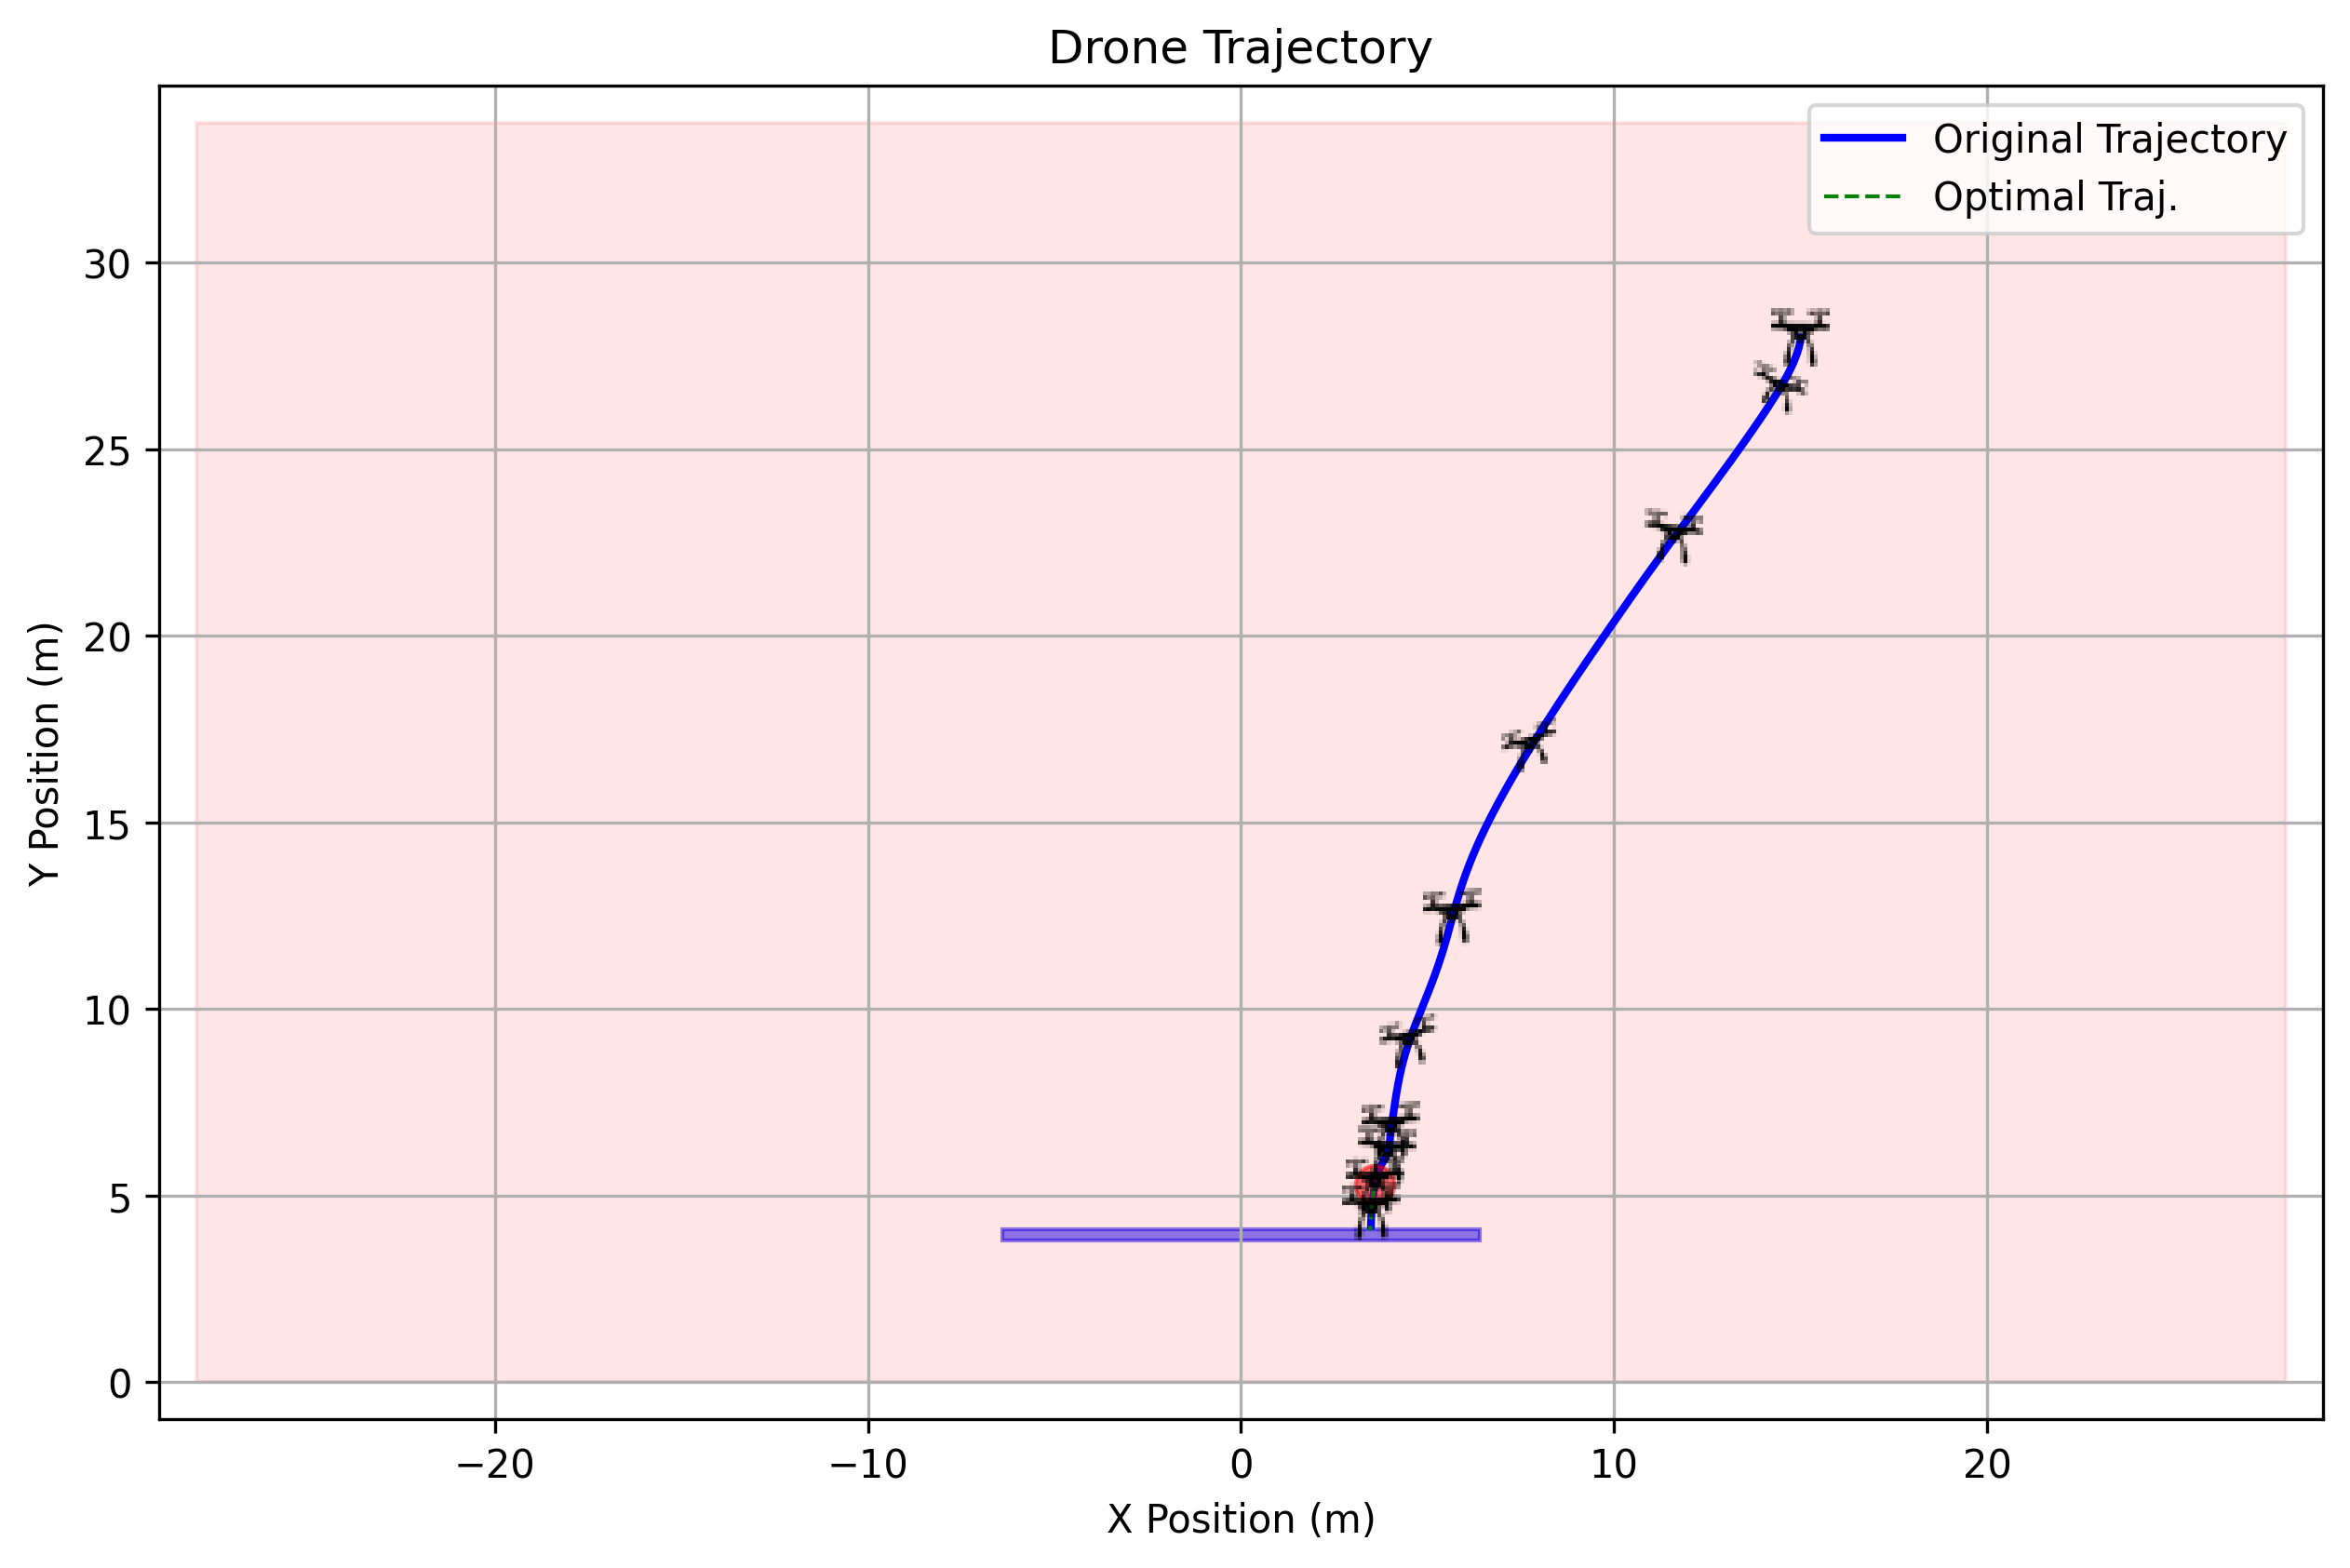 Drone Trajectory
Original Trajectory
Optimal Traj.
30
25
20
15
10
5
0
Y Position (m)
−20
−10
0
10
20
X Position (m)